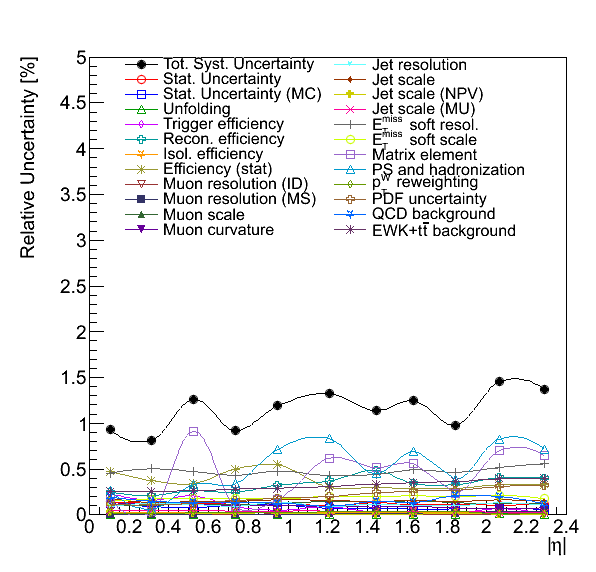 Relative Uncertainty [%]
5
4.5
4
3.5
3
2.5
2
1.5
1
0.5
0
Tot. Syst. Uncertainty
Stat. Uncertainty
Stat. Uncertainty (MC)
Unfolding
Trigger efficiency
Recon. efficiency
Isol. efficiency
Efficiency (stat)
Muon resolution (ID)
Muon resolution (MS)
Muon scale
Muon curvature
Jet resolution
Jet scale
Jet scale (NPV)
Jet scale (MU)
E_T^miss soft resol.
E_T^miss soft scale
Matrix element
PS and hadronization
p_T^W reweighting
PDF uncertainty
QCD background
EWK+tt̄ background
0 0.2 0.4 0.6 0.8 1 1.2 1.4 1.6 1.8 2 2.2 2.4
|η|